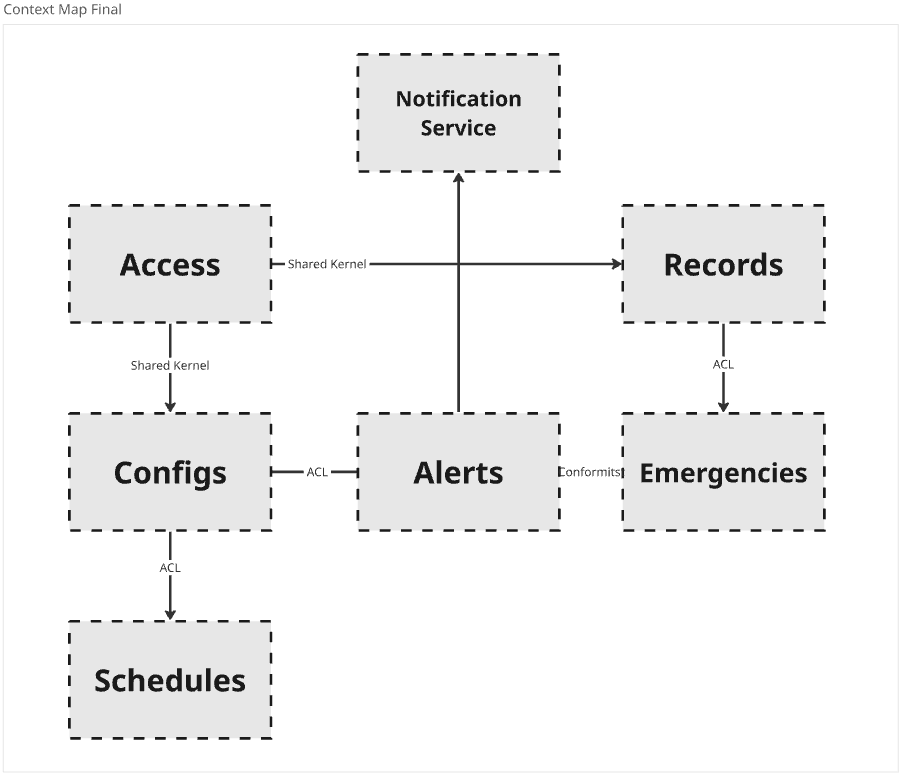 Context Map Final
Notification
Service
Access
Shared Kernel
Records
Shared Kernel
ACL
Configs
ACL
Alerts
Conformits
Emergencies
ACL
Schedules